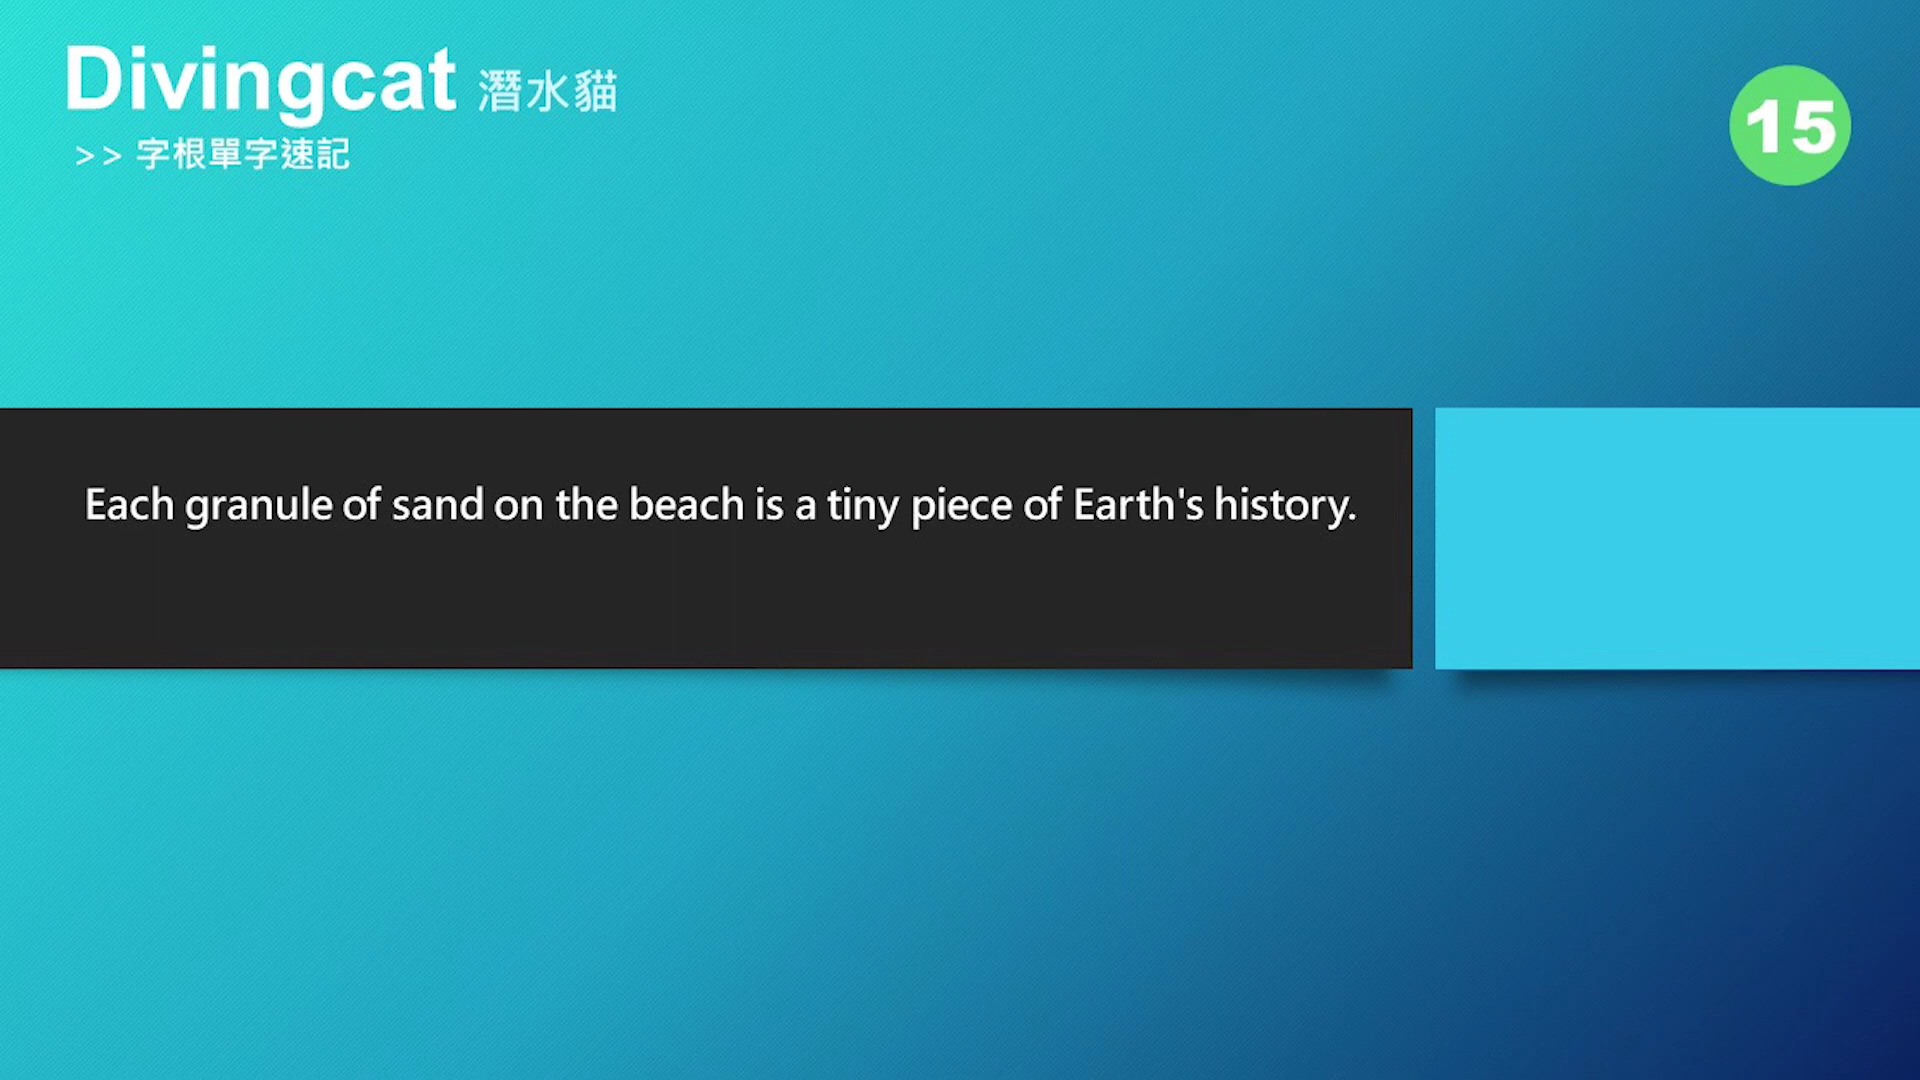 Divingcat 潛水貓
>> 字根單字速記
15
Each granule of sand on the beach is a tiny piece of Earth's history.